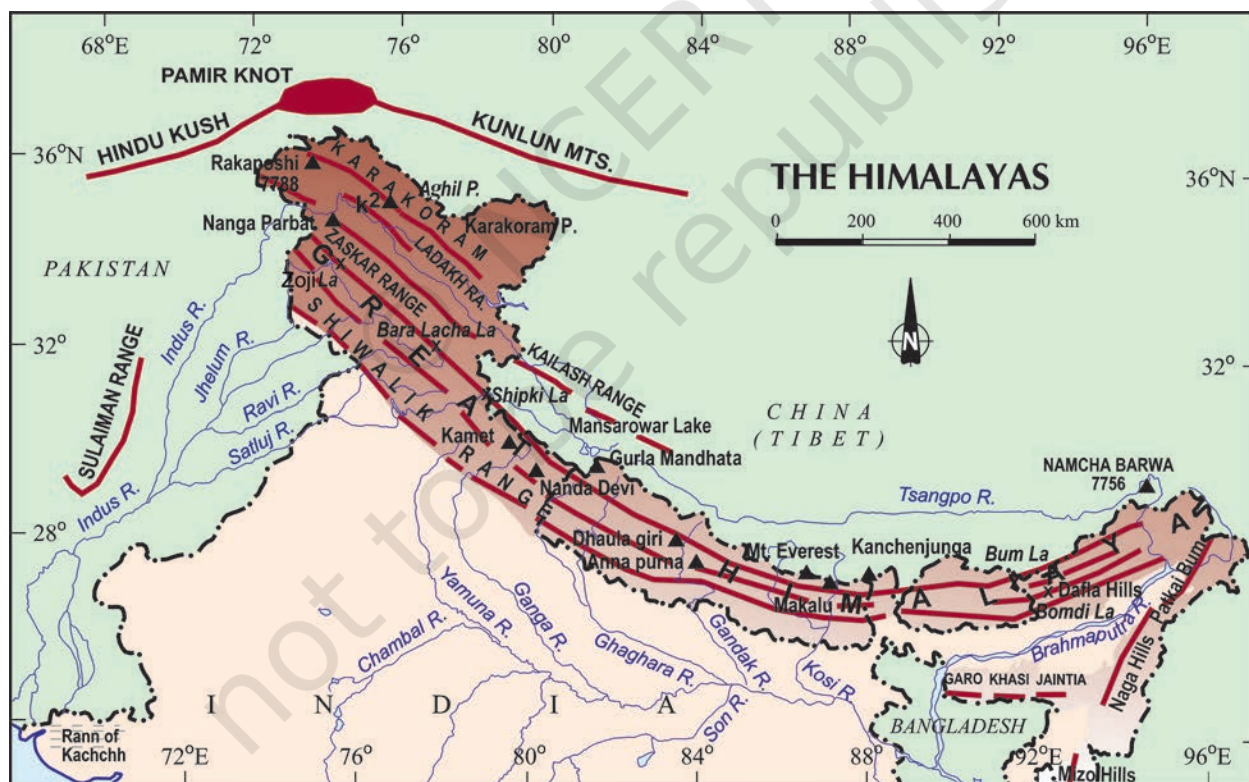 68°E 72° 76° 80° 84° 88° 92° 96°E
PAMIR KNOT
HINDU KUSH
KUNLUN MTS.
36°N
36°N
THE HIMALAYAS
0 200 400 600 km
Rakaposhi
7788
KARAKORAM
Aghil P.
k2
Karakoram P.
Nanga Parbat
LADAKH RA.
ZASKAR RANGE
PAKISTAN
Zoji La
GREAT HIMALAYA
SHIWALIK RANGE
Bara Lacha La
N
32°
32°
Indus R.
Jhelum R.
Ravi R.
Satluj R.
SULAIMAN RANGE
Shipki La
KAILASH RANGE
Mansarowar Lake
CHINA
(TIBET)
Kamet
Gurla Mandhata
Nanda Devi
NAMCHA BARWA
7756
Tsangpo R.
Indus R.
28°
28°
Dhaula giri
Anna purna
Mt. Everest
Kanchenjunga
Makalu
Bum La
x Dafla Hills
Bomdi La
Patkai Bum
Brahmaputra R.
Yamuna R.
Chambal R.
Ganga R.
Ghaghara R.
Gandak R.
Kosi R.
Son R.
GARO KHASI JAINTIA
Naga Hills
INDIA
BANGLADESH
Rann of
Kachchh
72° 76° 80° 84° 88° 92°E 96°E
Mizo Hills
not to be republish